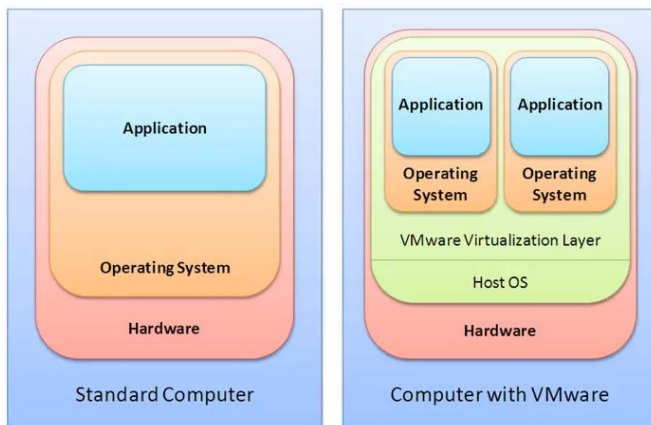 Application
Operating System
Hardware
Standard Computer
Application
Application
Operating
System
Operating
System
VMware Virtualization Layer
Host OS
Hardware
Computer with VMware